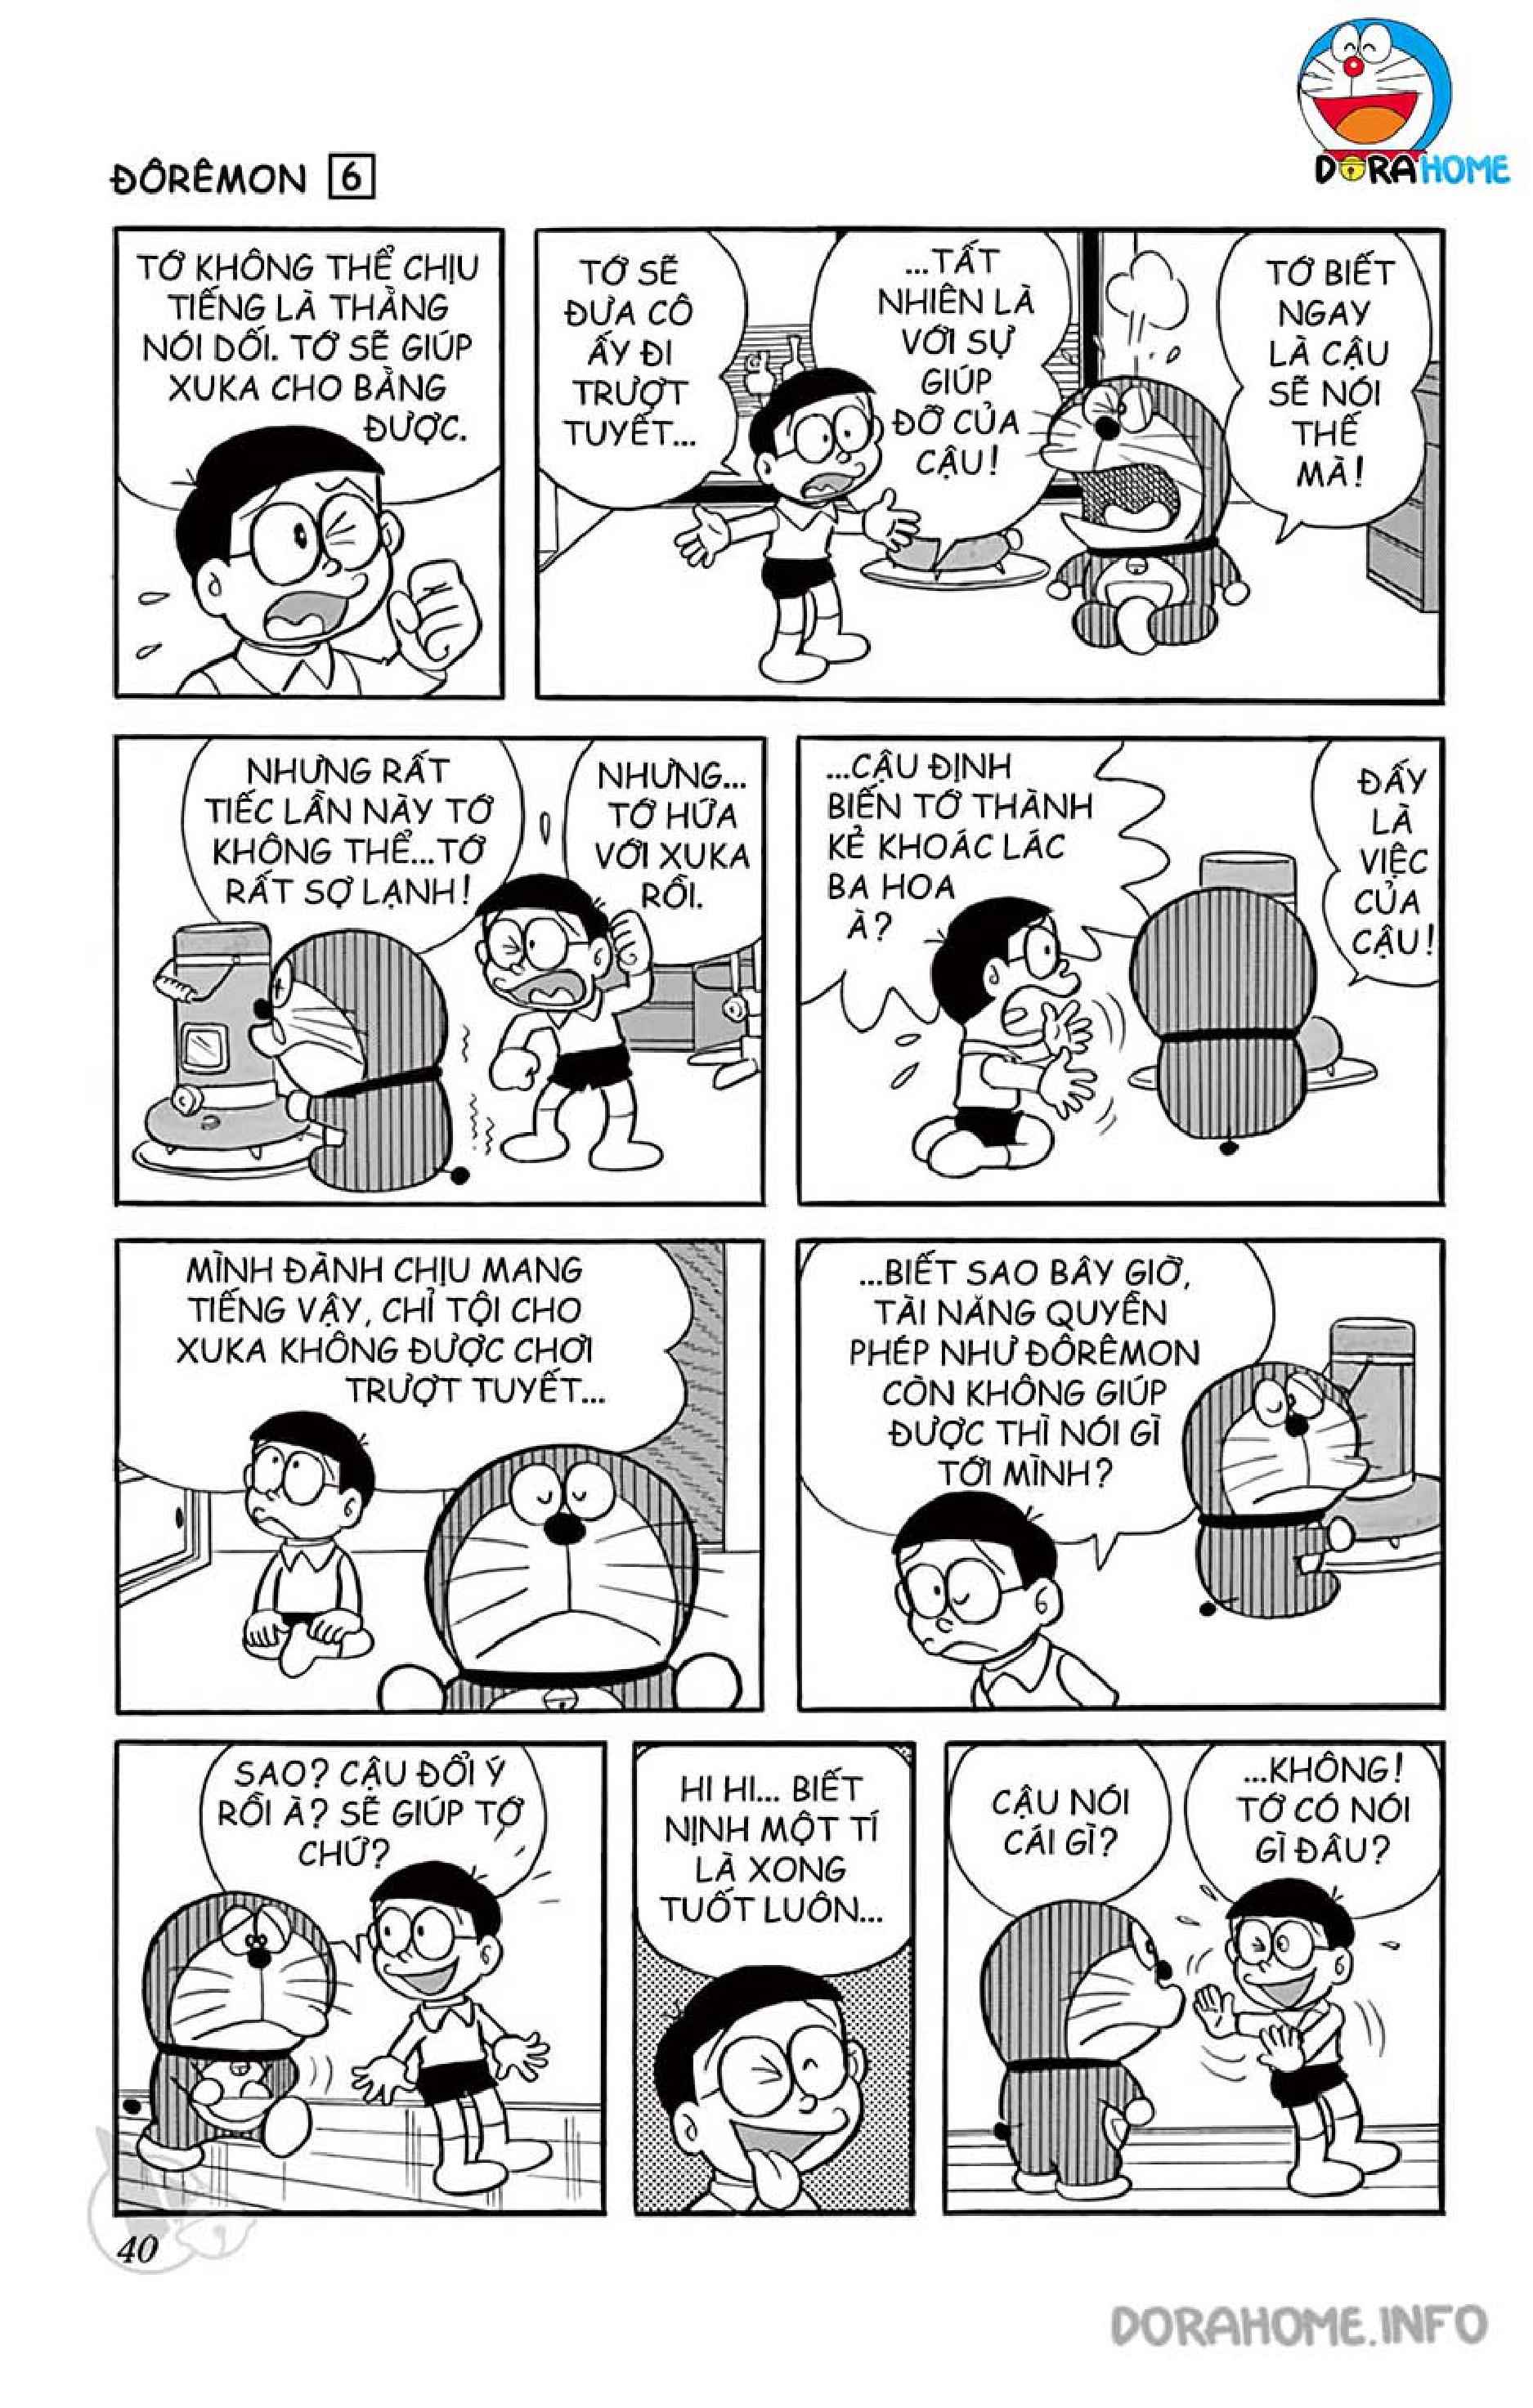 DORAHOME
ĐÔRÊMON 6
TỚ KHÔNG THỂ CHỊU
TIẾNG LÀ THẰNG
NÓI DỐI. TỚ SẼ GIÚP
XUKA CHO BẰNG
ĐƯỢC.
TỚ SẼ
ĐƯA CÔ
ẤY ĐI
TRƯỢT
TUYẾT...
...TẤT
NHIÊN LÀ
VỚI SỰ
GIÚP
ĐỠ CỦA
CẬU!
TỚ BIẾT
NGAY
LÀ CẬU
SẼ NÓI
THẾ
MÀ!
NHƯNG RẤT
TIẾC LẦN NÀY TỚ
KHÔNG THỂ...TỚ
RẤT SỢ LẠNH!
NHƯNG...
TỚ HỨA
VỚI XUKA
RỒI.
...CẬU ĐỊNH
BIẾN TỚ THÀNH
KẺ KHOÁC LÁC
BA HOA
À?
ĐẤY
LÀ
VIỆC
CỦA
CẬU!
MÌNH ĐÀNH CHỊU MANG
TIẾNG VẬY, CHỈ TỘI CHO
XUKA KHÔNG ĐƯỢC CHƠI
TRƯỢT TUYẾT...
...BIẾT SAO BÂY GIỜ,
TÀI NĂNG QUYỀN
PHÉP NHƯ ĐÔRÊMON
CÒN KHÔNG GIÚP
ĐƯỢC THÌ NÓI GÌ
TỚI MÌNH?
SAO? CẬU ĐỔI Ý
RỒI À? SẼ GIÚP TỚ
CHỨ?
HI HI... BIẾT
NỊNH MỘT TÍ
LÀ XONG
TUỐT LUÔN...
CẬU NÓI
CÁI GÌ?
...KHÔNG!
TỚ CÓ NÓI
GÌ ĐÂU?
40
DORAHOME.INFO